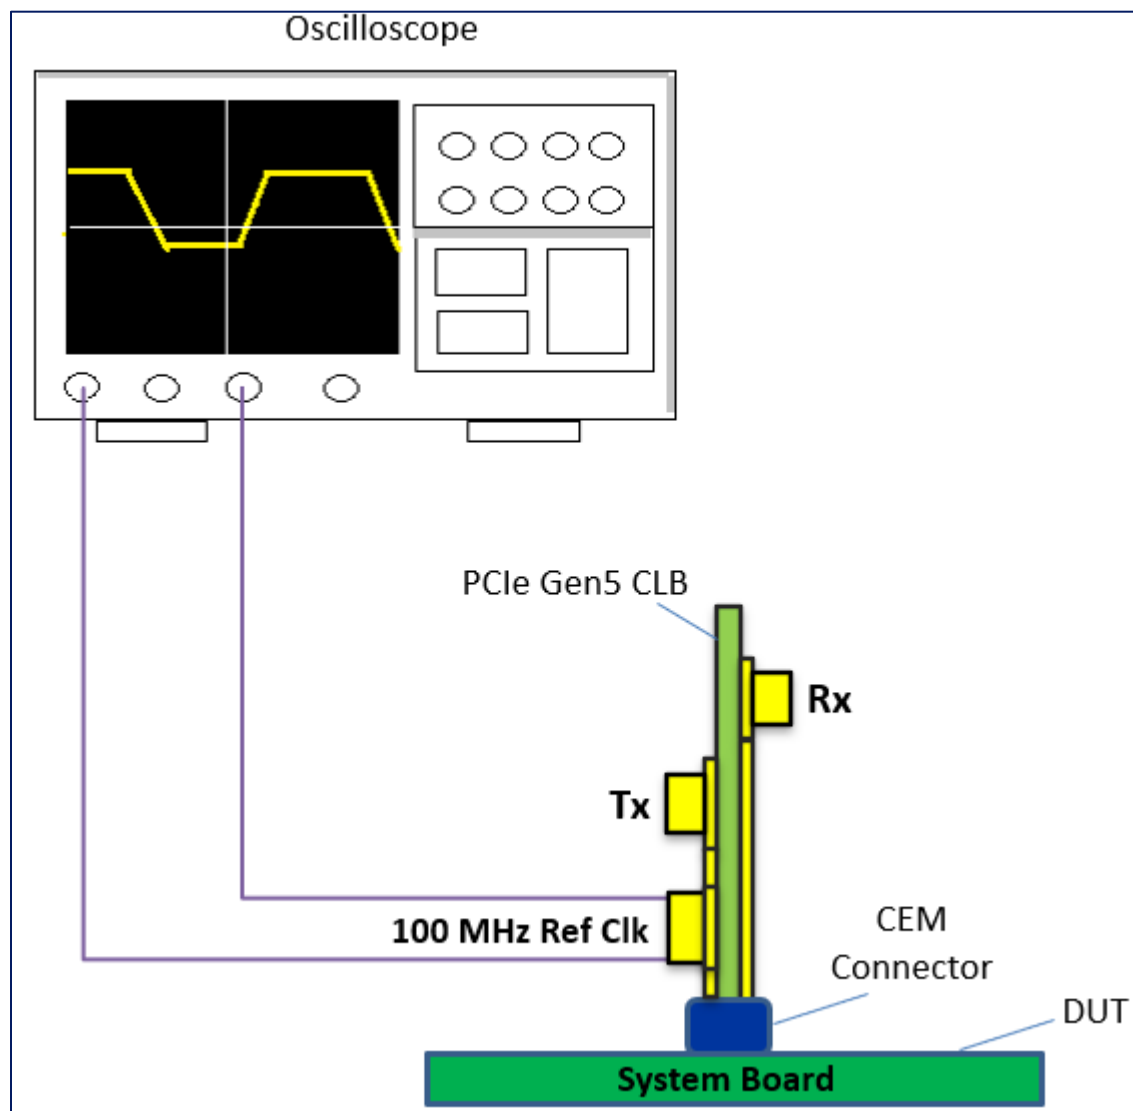 Oscilloscope
PCIe Gen5 CLB
Rx
Tx
100 MHz Ref Clk
CEM
Connector
DUT
System Board